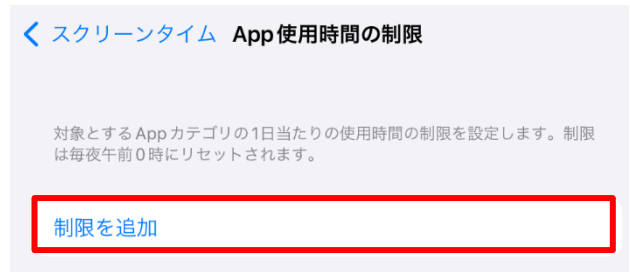 スクリーンタイム App使用時間の制限
対象とするAppカテゴリの1日当たりの使用時間の制限を設定します。制限
は毎夜午前0時にリセットされます。
制限を追加